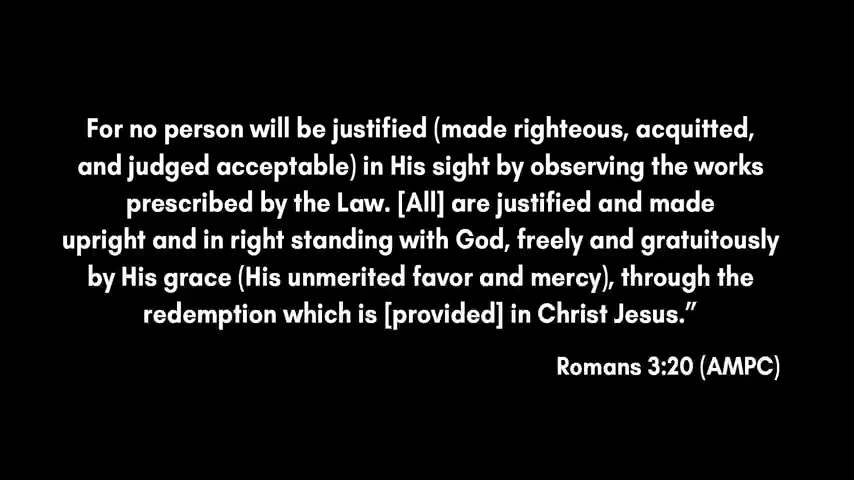 For no person will be justified (made righteous, acquitted,
and judged acceptable) in His sight by observing the works
prescribed by the Law. [All] are justified and made
upright and in right standing with God, freely and gratuitously
by His grace (His unmerited favor and mercy), through the
redemption which is [provided] in Christ Jesus.”
Romans 3:20 (AMPC)